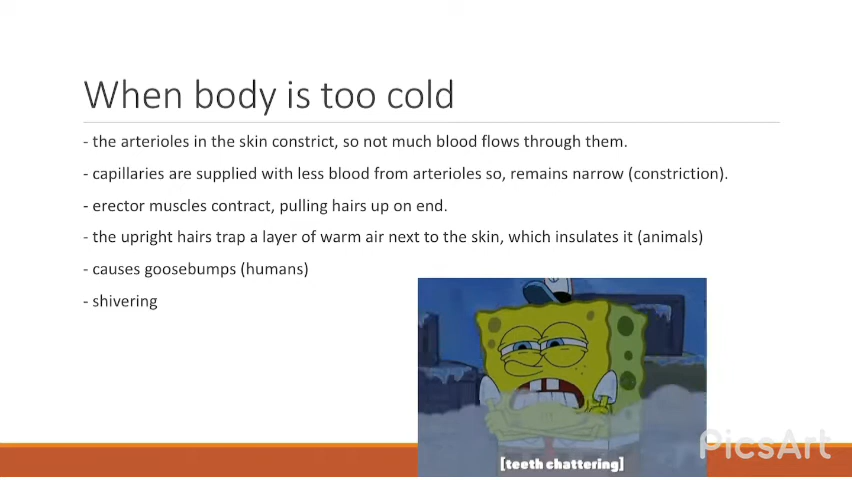 When body is too cold
- the arterioles in the skin constrict, so not much blood flows through them.
- capillaries are supplied with less blood from arterioles so, remains narrow (constriction).
- erector muscles contract, pulling hairs up on end.
- the upright hairs trap a layer of warm air next to the skin, which insulates it (animals)
- causes goosebumps (humans)
- shivering
PicsArt
[teeth chattering]